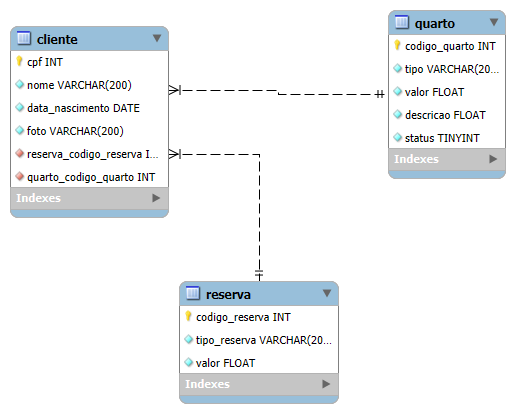 cliente
cpf INT
nome VARCHAR(200)
data_nascimento DATE
foto VARCHAR(200)
reserva_codigo_reserva I...
quarto_codigo_quarto INT
Indexes
quarto
codigo_quarto INT
tipo VARCHAR(20...
valor FLOAT
descricao FLOAT
status TINYINT
Indexes
reserva
codigo_reserva INT
tipo_reserva VARCHAR(20...
valor FLOAT
Indexes